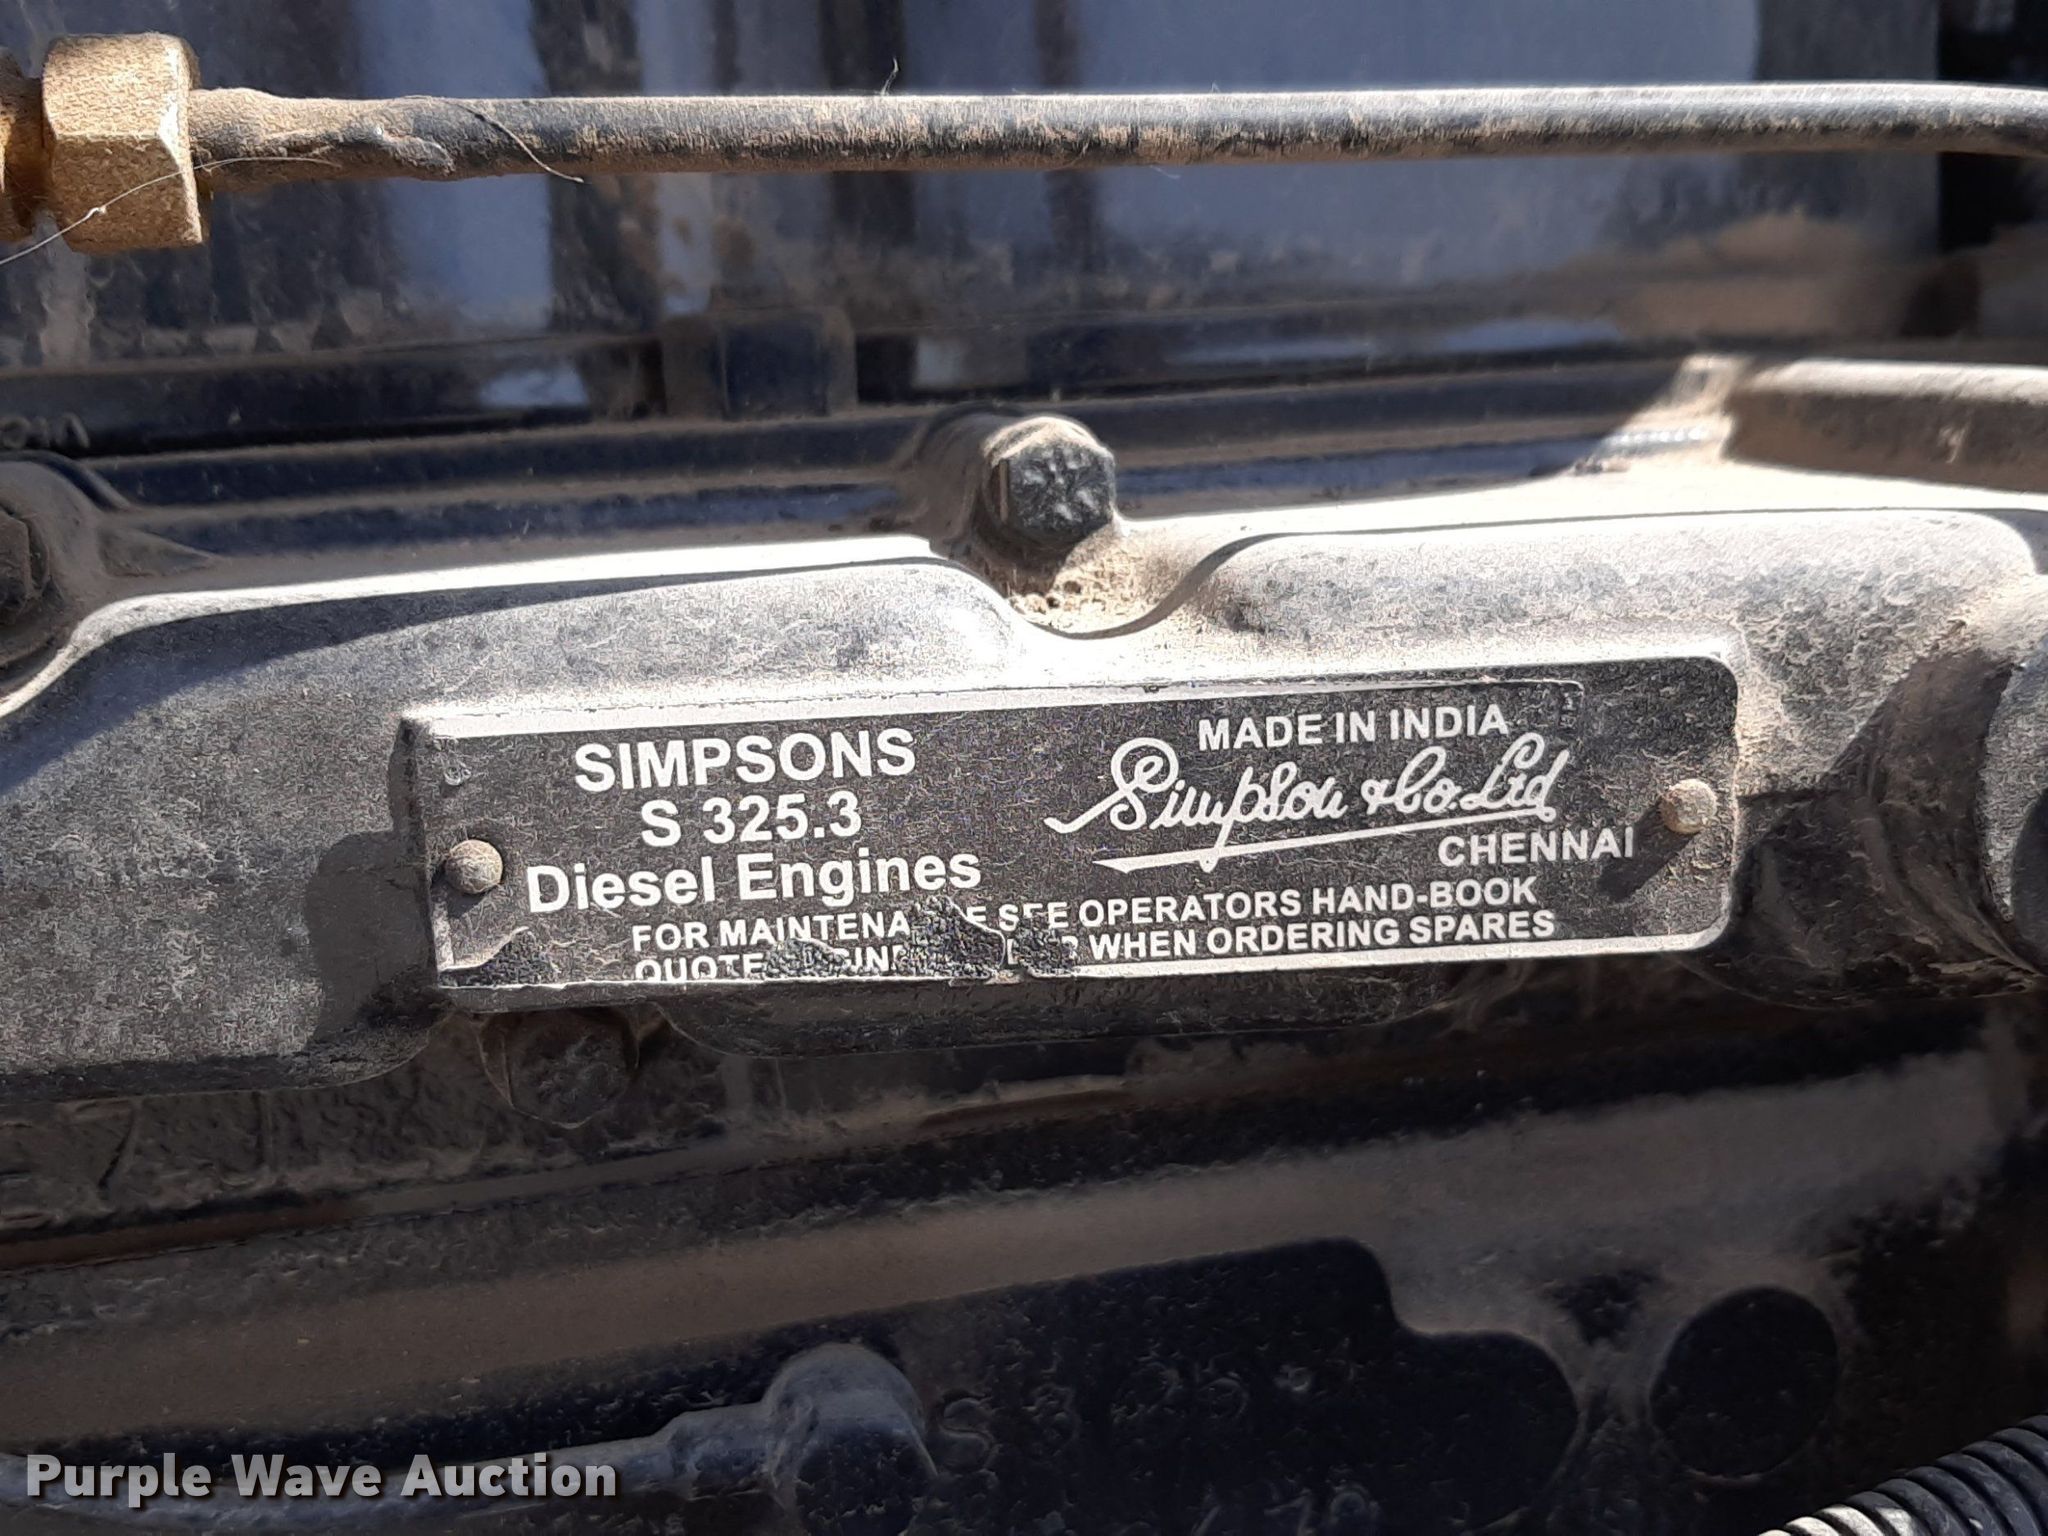 SIMPSONS
S 325.3
Diesel Engines
MADE IN INDIA
Simpson & Co. Ltd
CHENNAI
FOR MAINTENA E SEE OPERATORS HAND-BOOK
QUOTE WHEN ORDERING SPARES
Purple Wave Auction